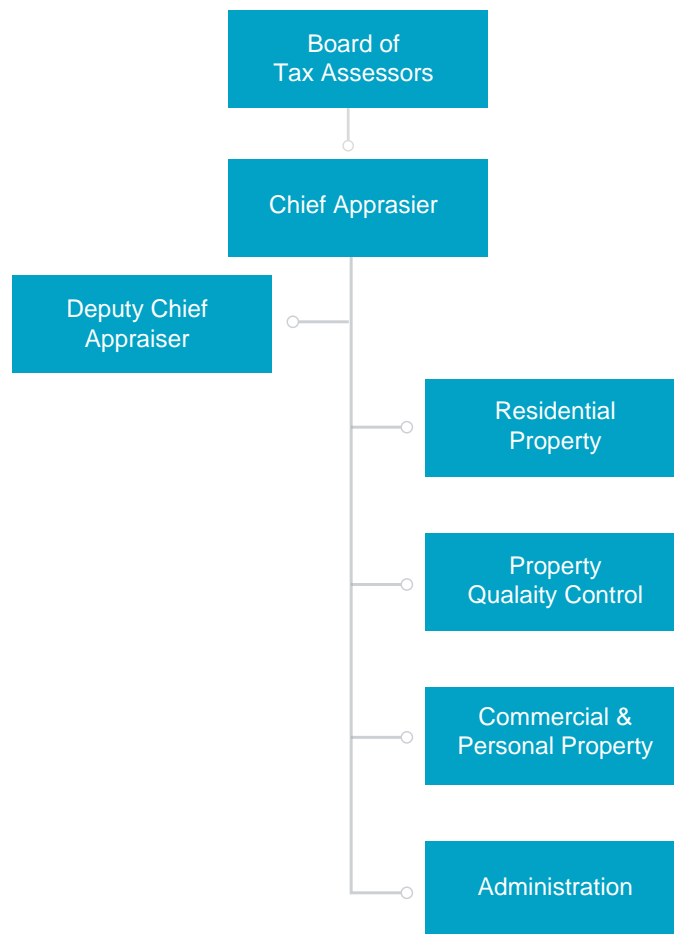 Board of
Tax Assessors
Chief Apprasier
Deputy Chief
Appraiser
Residential
Property
Property
Qualaity Control
Commercial &
Personal Property
Administration